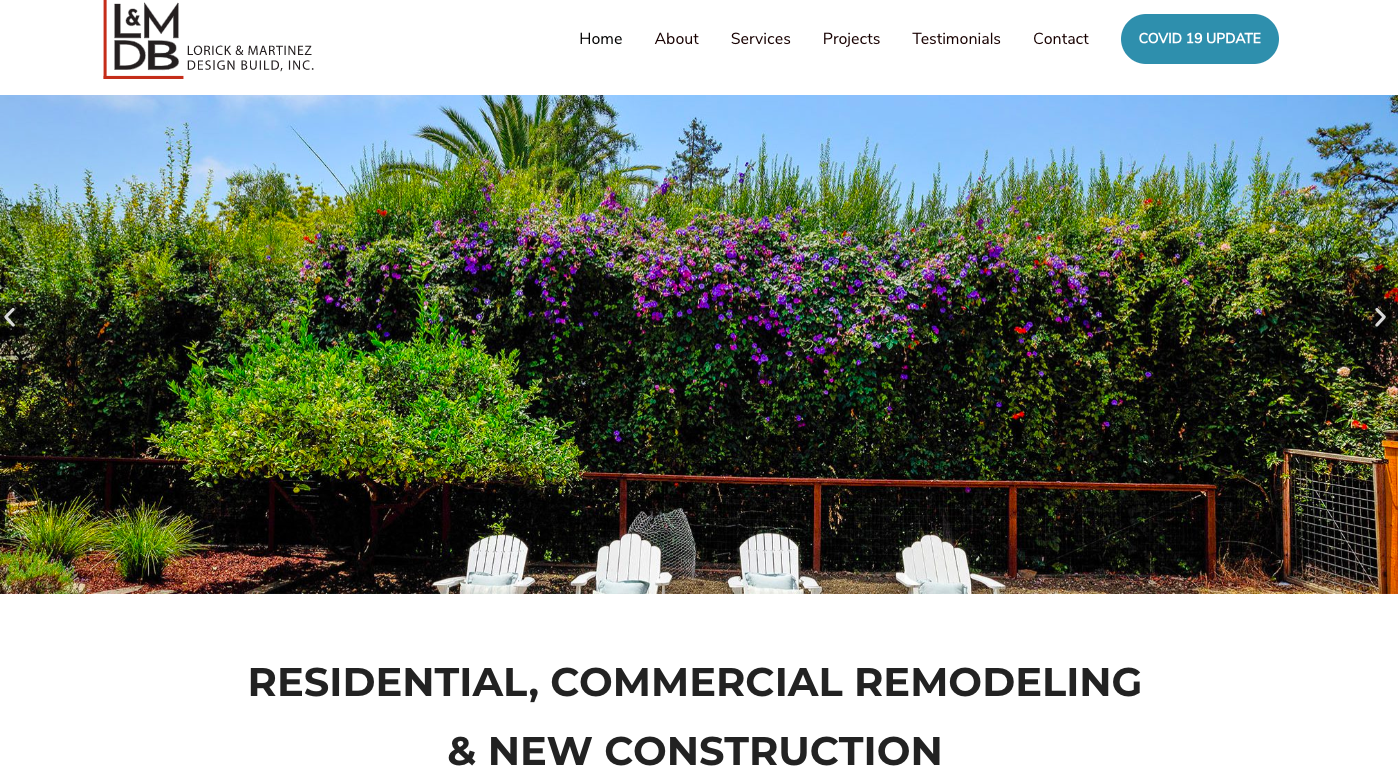 L&M
DB
LORICK & MARTINEZ
DESIGN BUILD, INC.
Home
About
Services
Projects
Testimonials
Contact
COVID 19 UPDATE
RESIDENTIAL, COMMERCIAL REMODELING
& NEW CONSTRUCTION